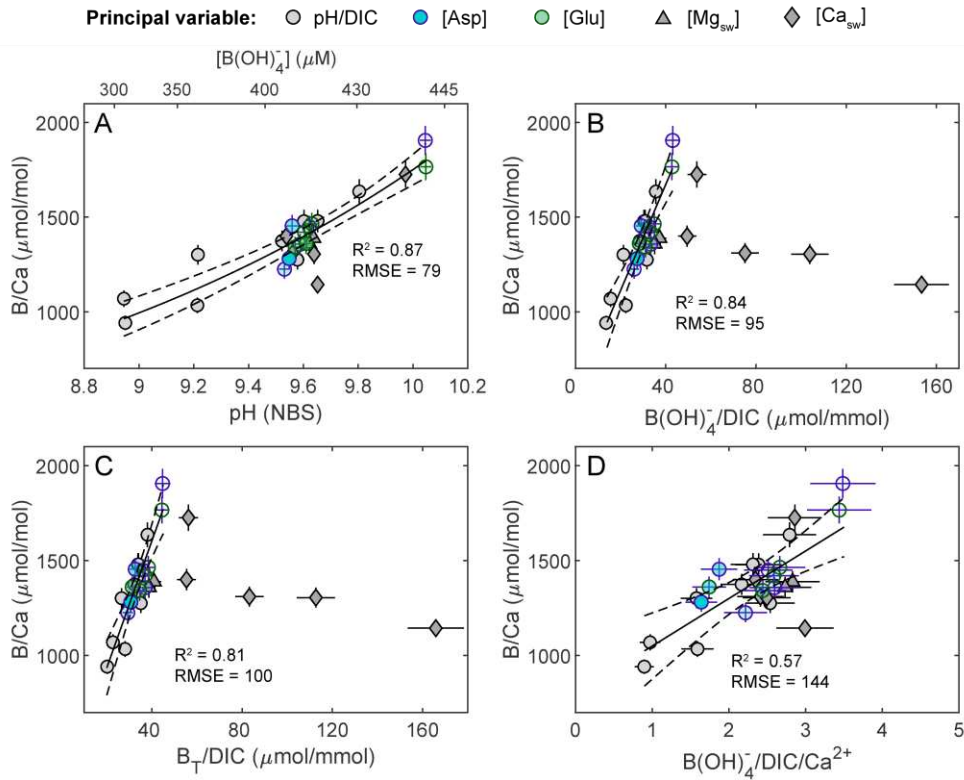 Principal variable: pH/DIC [Asp] [Glu] [Mgsw] [Casw]
[B(OH)4-] (μM)
300 330 360 400 430 445
A
2000
1500
1000
B/Ca (μmol/mol)
R² = 0.87
RMSE = 79
8.8 9 9.2 9.4 9.6 9.8 10 10.2
pH (NBS)
B
2000
1500
1000
B/Ca (μmol/mol)
R² = 0.84
RMSE = 95
0 40 80 120 160
B(OH)4-/DIC (μmol/mmol)
C
2000
1500
1000
B/Ca (μmol/mol)
R² = 0.81
RMSE = 100
40 80 120 160
BT/DIC (μmol/mmol)
D
2000
1500
1000
B/Ca (μmol/mol)
R² = 0.57
RMSE = 144
1 2 3 4 5
B(OH)4-/DIC/Ca2+